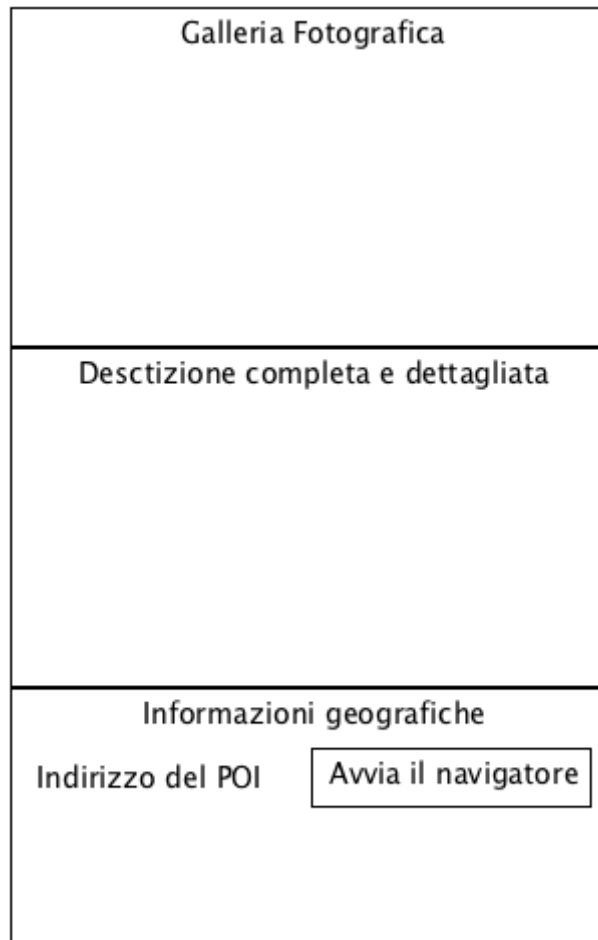 Galleria Fotografica
Desctizione completa e dettagliata
Informazioni geografiche
Indirizzo del POI
Avvia il navigatore